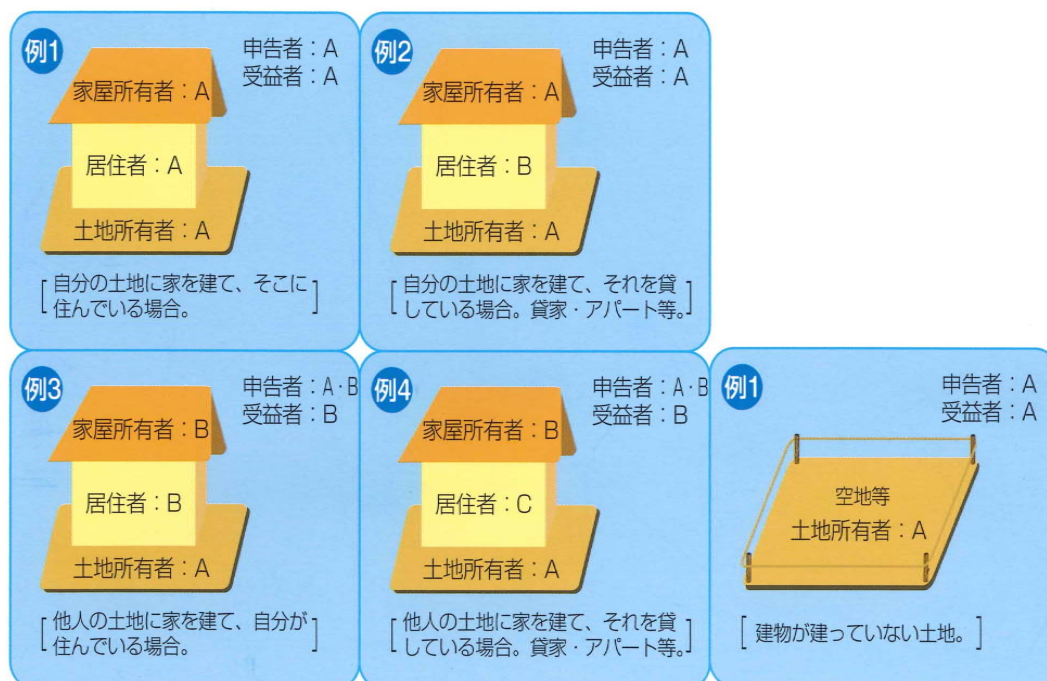 例1
申告者：A
受益者：A
家屋所有者：A
居住者：A
土地所有者：A
[自分の土地に家を建て、そこに
住んでいる場合。]
例2
申告者：A
受益者：A
家屋所有者：A
居住者：B
土地所有者：A
[自分の土地に家を建て、それを貸
している場合。貸家・アパート等。]
例3
申告者：A·B
受益者：B
家屋所有者：B
居住者：B
土地所有者：A
[他人の土地に家を建て、自分が
住んでいる場合。]
例4
申告者：A·B
受益者：B
家屋所有者：B
居住者：C
土地所有者：A
[他人の土地に家を建て、それを貸
している場合。貸家・アパート等。]
例1
申告者：A
受益者：A
空地等
土地所有者：A
[建物が建っていない土地。]